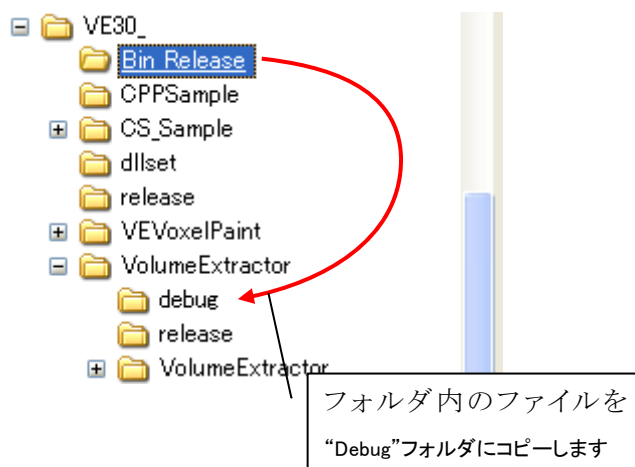 VE30_
Bin Release
CPPSample
CS_Sample
dllset
release
VEVoxelPaint
VolumeExtractor
debug
release
VolumeExtractor
フォルダ内のファイルを
“Debug”フォルダにコピーします